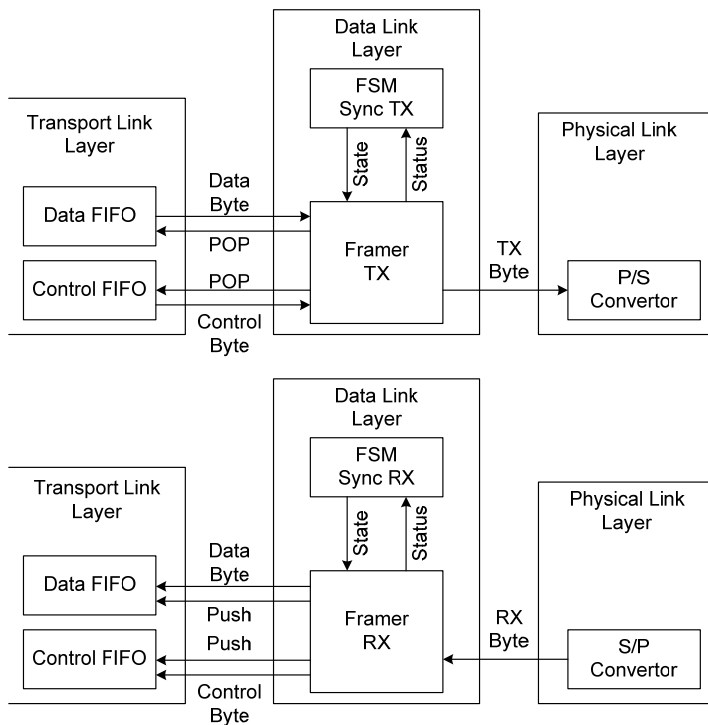 Data Link
Layer
FSM
Sync TX
Transport Link
Layer
Physical Link
Layer
State
Status
Data
Byte
Data FIFO
POP
Framer
TX
TX
Byte
POP
Control FIFO
P/S
Convertor
Control
Byte
Data Link
Layer
FSM
Sync RX
Transport Link
Layer
Physical Link
Layer
State
Status
Data
Byte
Data FIFO
Push
Framer
RX
RX
Byte
Push
Control FIFO
S/P
Convertor
Control
Byte